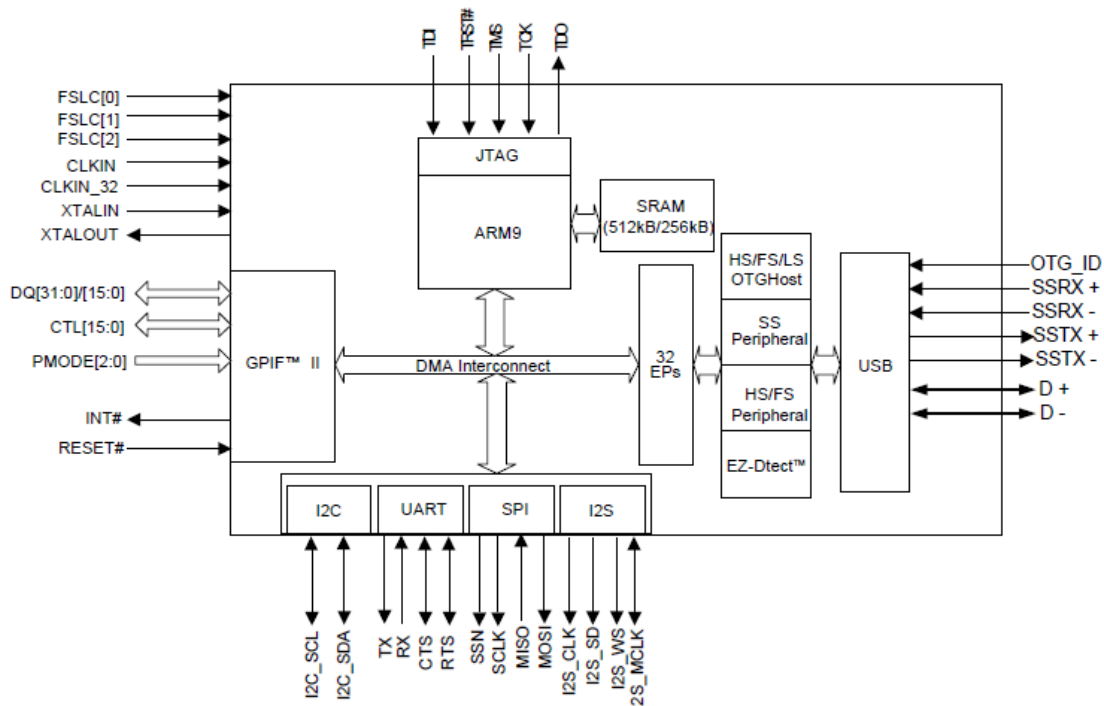 TDI
TRST#
TMS
TCK
TDO
FSLC[0]
FSLC[1]
FSLC[2]
CLKIN
CLKIN_32
XTALIN
XTALOUT
JTAG
ARM9
SRAM
(512kB/256kB)
DQ[31:0]/[15:0]
CTL[15:0]
PMODE[2:0]
INT#
RESET#
GPIF™ II
DMA Interconnect
32
EPs
HS/FS/LS
OTGHost
SS
Peripheral
HS/FS
Peripheral
EZ-Dtect™
USB
OTG_ID
SSRX +
SSRX -
SSTX +
SSTX -
D +
D -
I2C
UART
SPI
I2S
I2C_SCL
I2C_SDA
TX
RX
CTS
RTS
SSN
SCLK
MISO
MOSI
I2S_CLK
I2S_SD
I2S_WS
2S_MCLK